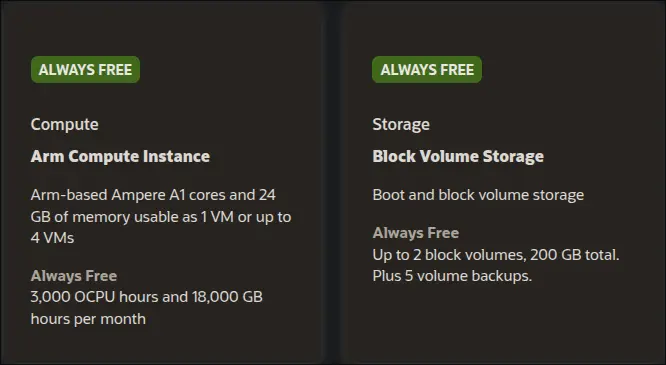 ALWAYS FREE
Compute
Arm Compute Instance
Arm-based Ampere A1 cores and 24
GB of memory usable as 1 VM or up to
4 VMs
Always Free
3,000 OCPU hours and 18,000 GB
hours per month
ALWAYS FREE
Storage
Block Volume Storage
Boot and block volume storage
Always Free
Up to 2 block volumes, 200 GB total.
Plus 5 volume backups.